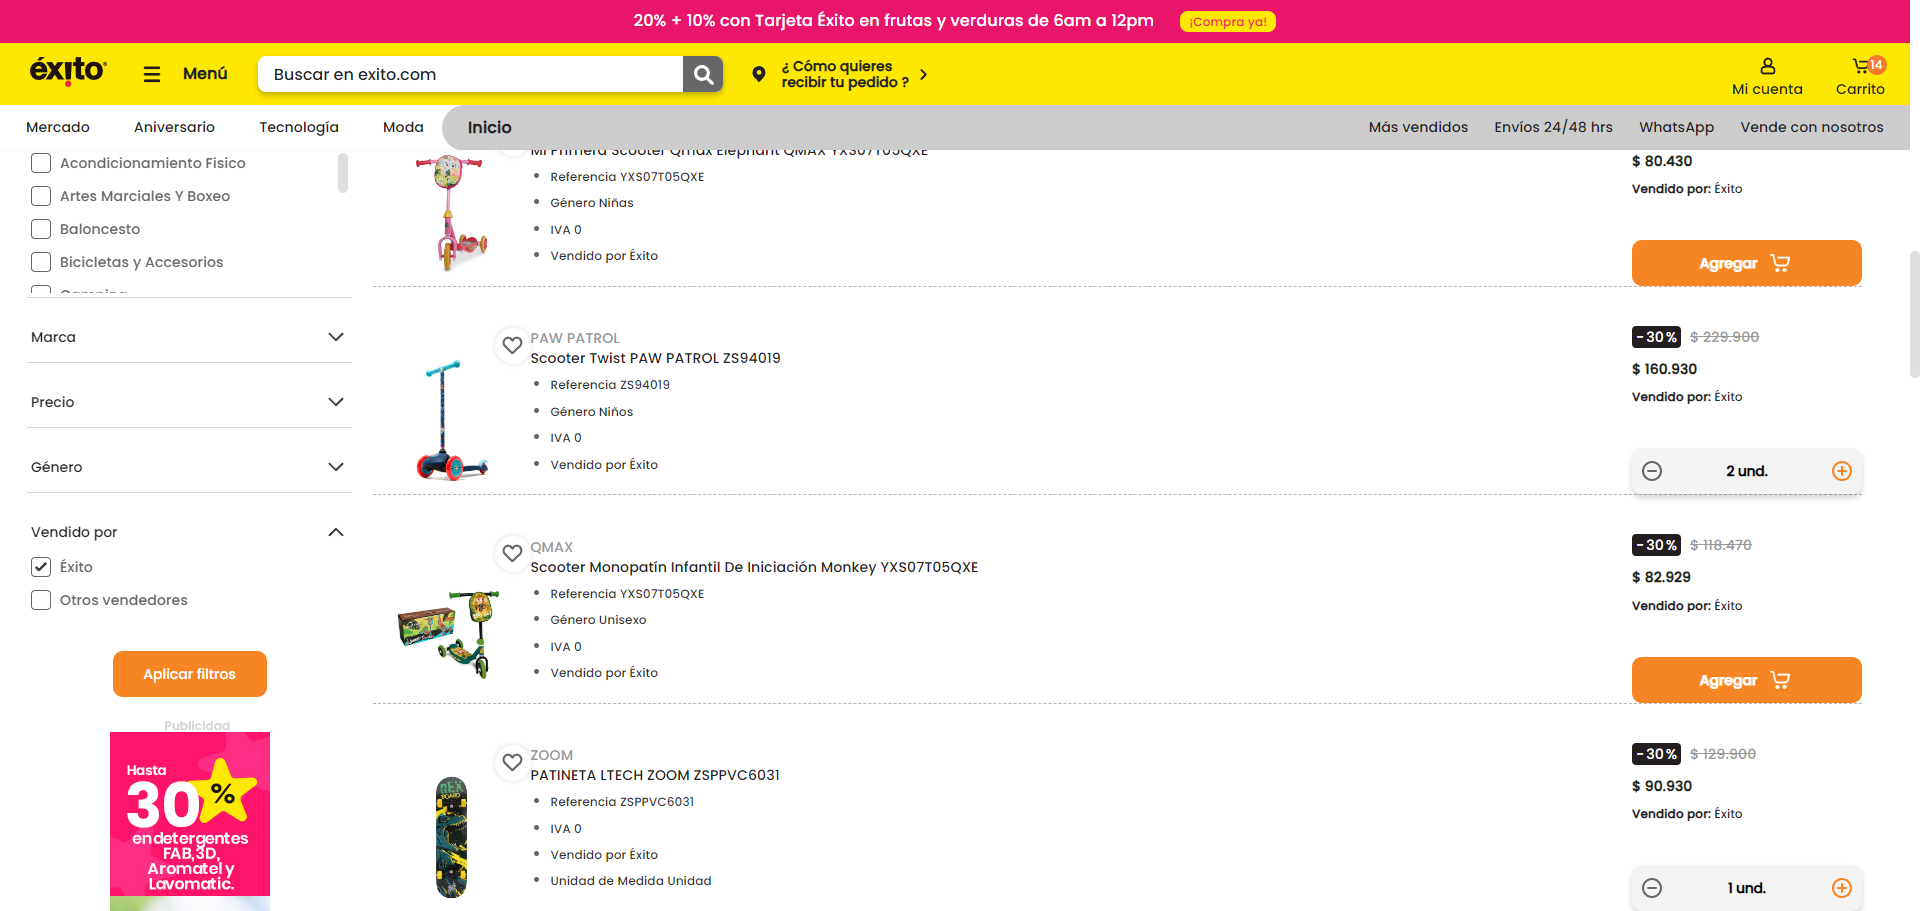 20% + 10% con Tarjeta Éxito en frutas y verduras de 6am a 12pm
¡Compra ya!
éxito
Menú
Buscar en exito.com
¿ Cómo quieres
recibir tu pedido ?
Mi cuenta
14
Carrito
Mercado
Aniversario
Tecnología
Moda
Inicio
Más vendidos
Envíos 24/48 hrs
WhatsApp
Vende con nosotros
Acondicionamiento Fisico
Artes Marciales Y Boxeo
Baloncesto
Bicicletas y Accesorios
Camping
Marca
Precio
Género
Vendido por
Éxito
Otros vendedores
Aplicar filtros
Publicidad
Hasta
30%
en detergentes
FAB,3D,
Aromatel y
Lavomatic.
Mi Primera Scooter Qmax Elephant QMAX YXS07T05QXE
Referencia YXS07T05QXE
Género Niñas
IVA 0
Vendido por Éxito
$ 80.430
Vendido por: Éxito
Agregar
PAW PATROL
Scooter Twist PAW PATROL ZS94019
Referencia ZS94019
Género Niños
IVA 0
Vendido por Éxito
-30%
$ 229.900
$ 160.930
Vendido por: Éxito
2 und.
QMAX
Scooter Monopatín Infantil De Iniciación Monkey YXS07T05QXE
Referencia YXS07T05QXE
Género Unisexo
IVA 0
Vendido por Éxito
-30%
$ 118.470
$ 82.929
Vendido por: Éxito
Agregar
ZOOM
PATINETA LTECH ZOOM ZSPPVC6031
Referencia ZSPPVC6031
IVA 0
Vendido por Éxito
Unidad de Medida Unidad
-30%
$ 129.900
$ 90.930
Vendido por: Éxito
1 und.